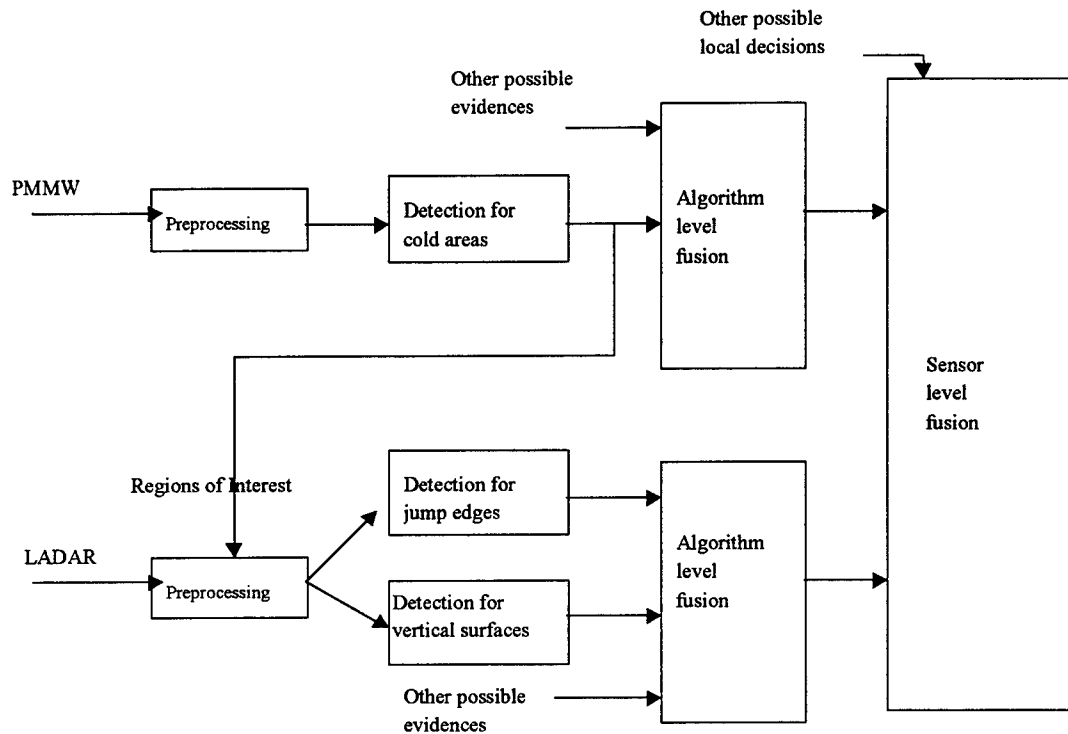 Other possible
local decisions
Other possible
evidences
PMMW
Preprocessing
Detection for
cold areas
Algorithm
level
fusion
Sensor
level
fusion
Regions of Interest
Detection for
jump edges
LADAR
Preprocessing
Detection for
vertical surfaces
Algorithm
level
fusion
Other possible
evidences